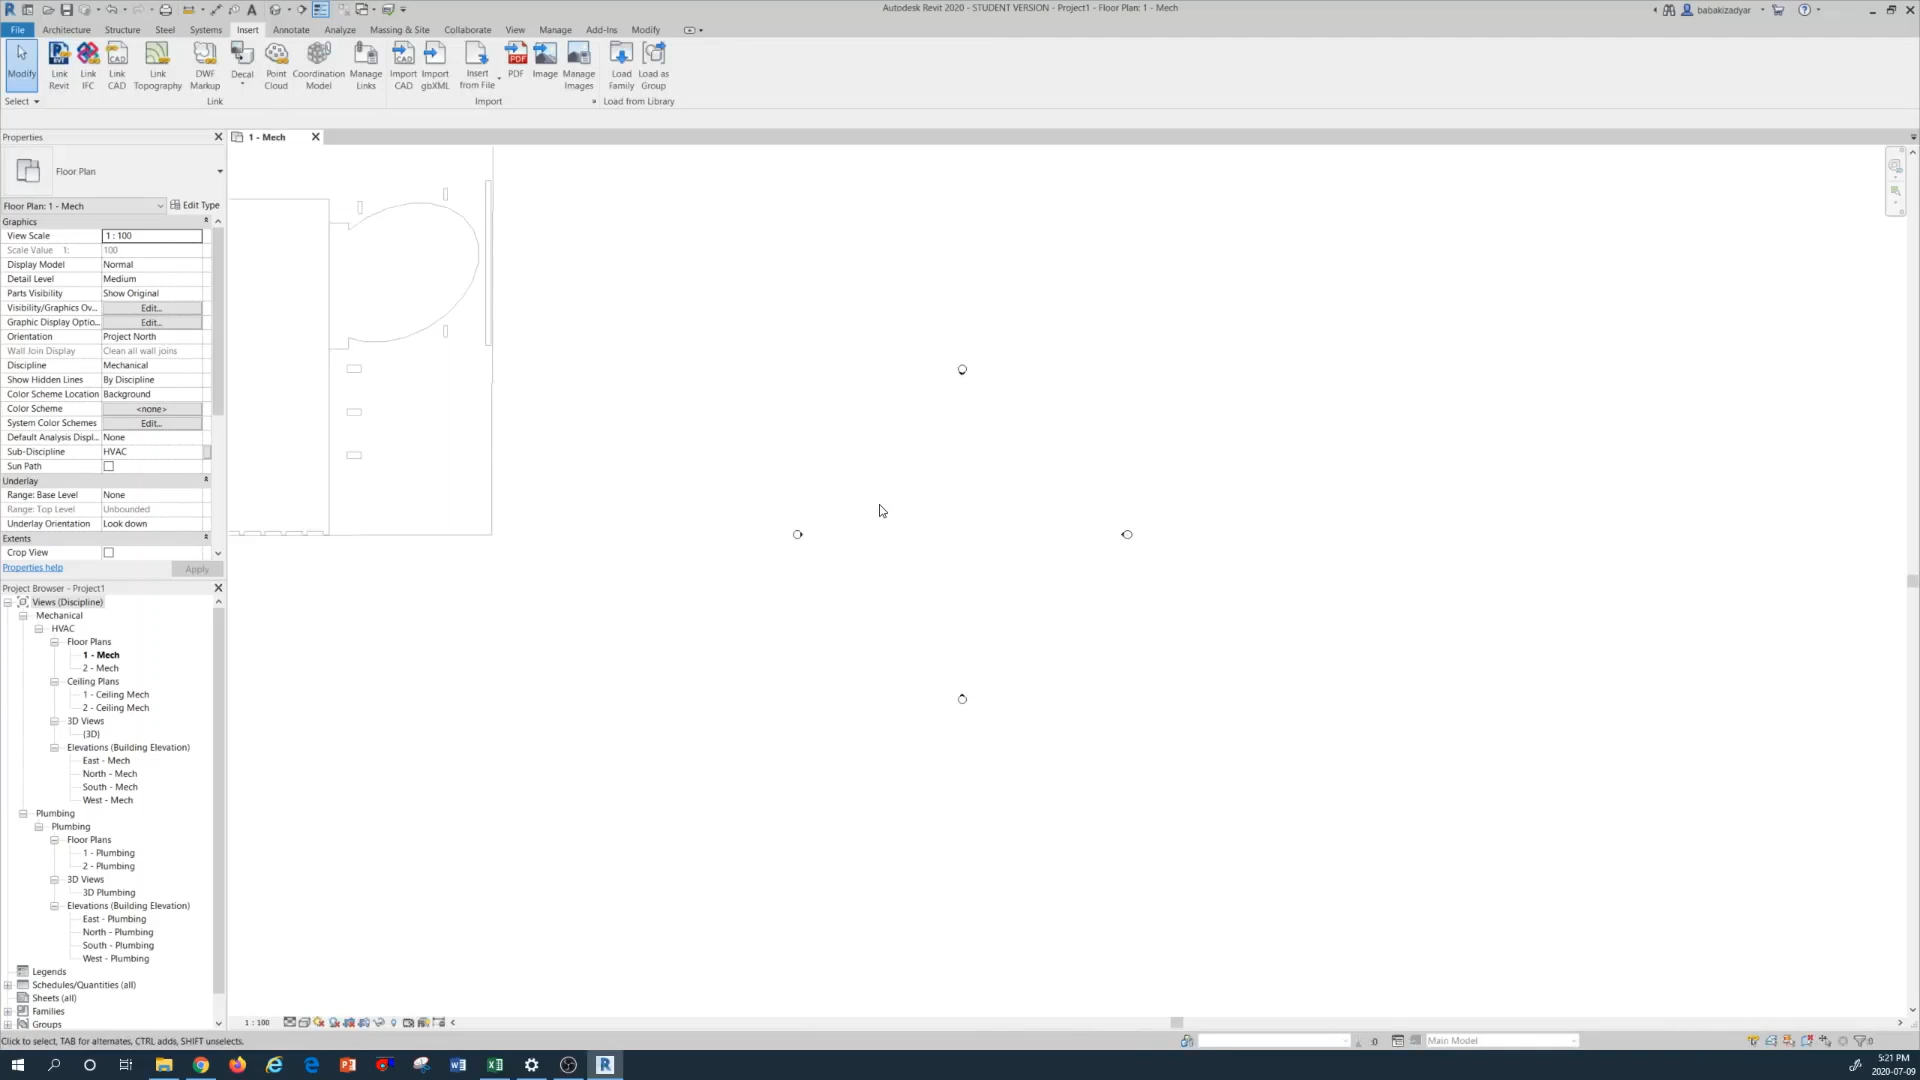 Autodesk Revit 2020 - STUDENT VERSION - Project1 - Floor Plan: 1 - Mech
babakizadyar
File Architecture Structure Steel Systems Insert Annotate Analyze Massing & Site Collaborate View Manage Add-Ins Modify
Modify
Link Revit
Link IFC
Link CAD
Link Topography
DWF Markup
Decal
Point Cloud
Coordination Model
Manage Links
Import CAD
Import gbXML
Insert from File
PDF
Image
Manage Images
Load Family
Load as Group
Select
Link
Import
Load from Library
Properties
1 - Mech
Floor Plan
Floor Plan: 1 - Mech Edit Type
Graphics
View Scale 1 : 100
Scale Value 1: 100
Display Model Normal
Detail Level Medium
Parts Visibility Show Original
Visibility/Graphics Ov... Edit...
Graphic Display Optio... Edit...
Orientation Project North
Wall Join Display Clean all wall joins
Discipline Mechanical
Show Hidden Lines By Discipline
Color Scheme Location Background
Color Scheme <none>
System Color Schemes Edit...
Default Analysis Displ... None
Sub-Discipline HVAC
Sun Path
Underlay
Range: Base Level None
Range: Top Level Unbounded
Underlay Orientation Look down
Extents
Crop View
Properties help Apply
Project Browser - Project1
Views (Discipline)
Mechanical
HVAC
Floor Plans
1 - Mech
2 - Mech
Ceiling Plans
1 - Ceiling Mech
2 - Ceiling Mech
3D Views
(3D)
Elevations (Building Elevation)
East - Mech
North - Mech
South - Mech
West - Mech
Plumbing
Plumbing
Floor Plans
1 - Plumbing
2 - Plumbing
3D Views
3D Plumbing
Elevations (Building Elevation)
East - Plumbing
North - Plumbing
South - Plumbing
West - Plumbing
Legends
Schedules/Quantities (all)
Sheets (all)
Families
Groups
1 : 100
Click to select, TAB for alternates, CTRL adds, SHIFT unselects.
:0
Main Model
:0
5:21 PM
2020-07-09